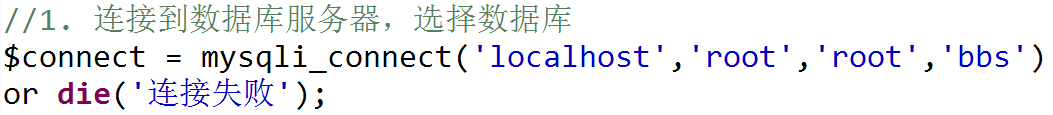 //1. 连接到数据库服务器，选择数据库
$connect = mysqli_connect('localhost','root','root','bbs')
or die('连接失败');